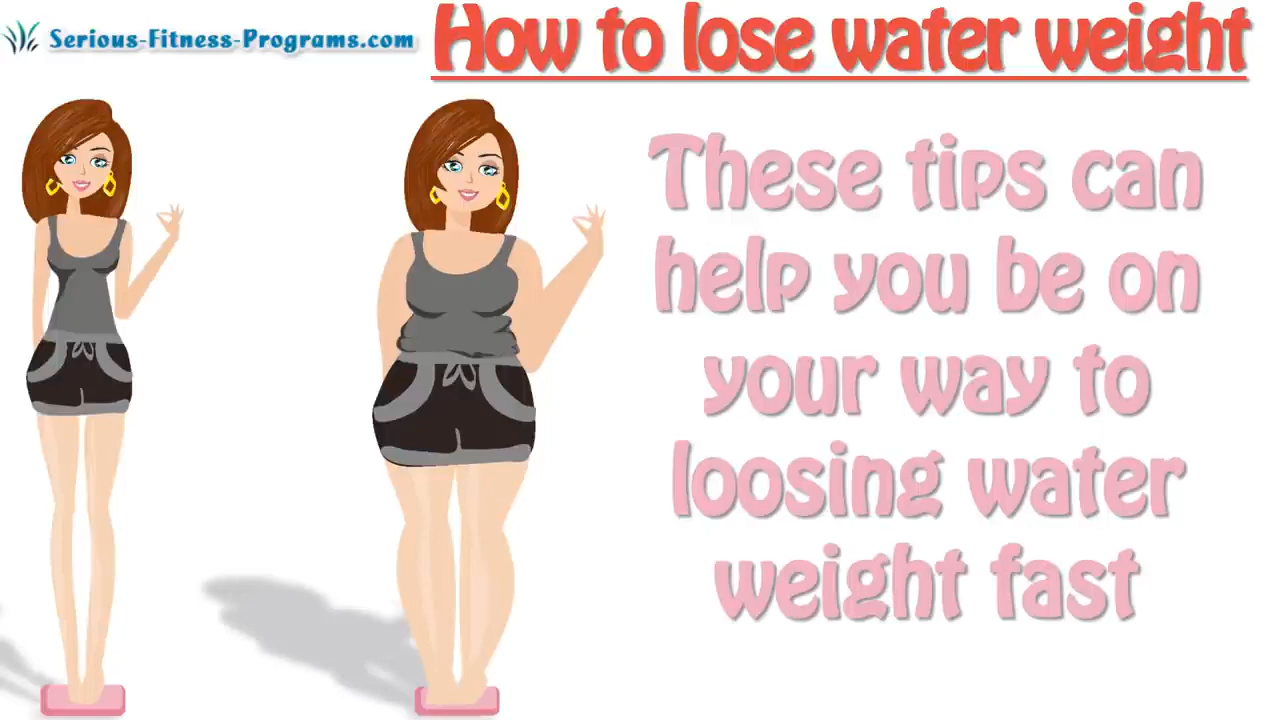 Serious-Fitness-Programs.com
How to lose water weight
These tips can
help you be on
your way to
loosing water
weight fast